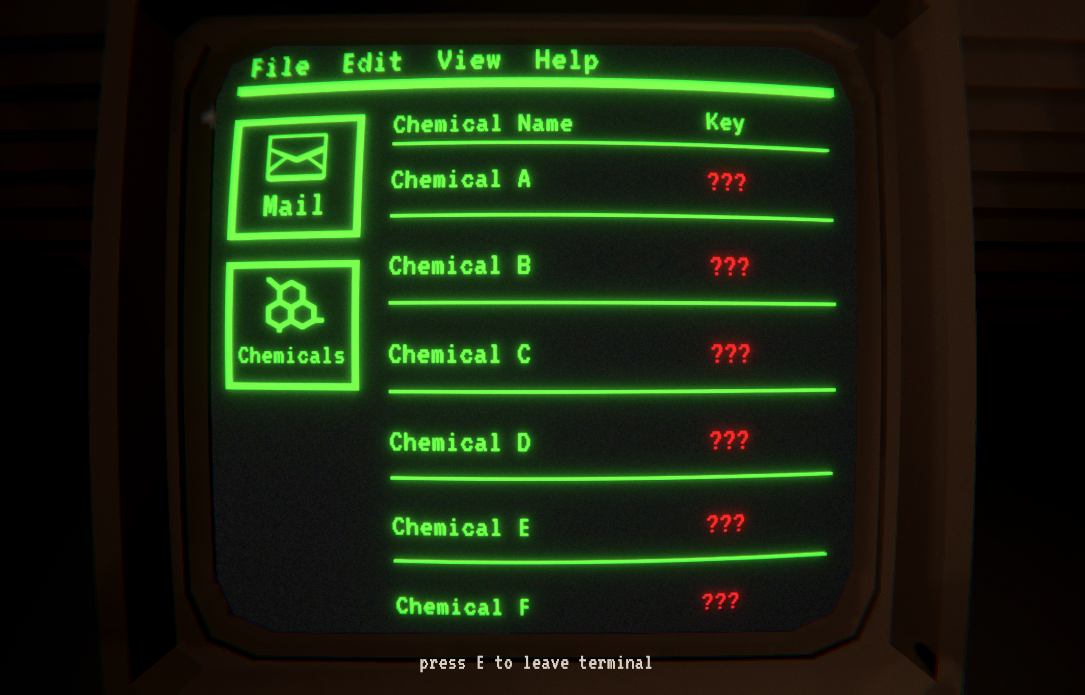 File Edit View Help
Mail
Chemicals
Chemical Name Key
Chemical A ???
Chemical B ???
Chemical C ???
Chemical D ???
Chemical E ???
Chemical F ???
press E to leave terminal